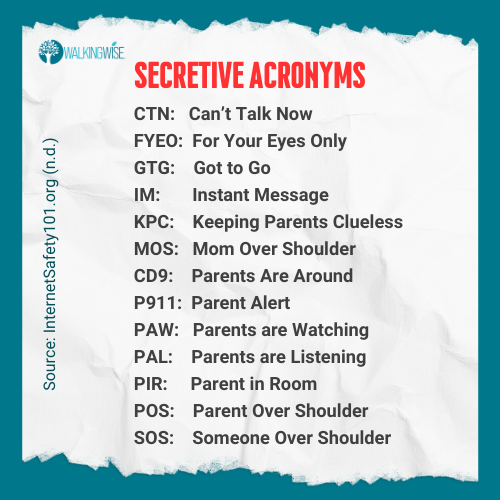 WALKINGWISE
SECRETIVE ACRONYMS
CTN: Can't Talk Now
FYEO: For Your Eyes Only
GTG: Got to Go
IM: Instant Message
KPC: Keeping Parents Clueless
MOS: Mom Over Shoulder
CD9: Parents Are Around
P911: Parent Alert
PAW: Parents are Watching
PAL: Parents are Listening
PIR: Parent in Room
POS: Parent Over Shoulder
SOS: Someone Over Shoulder
Source: InternetSafety101.org (n.d.)